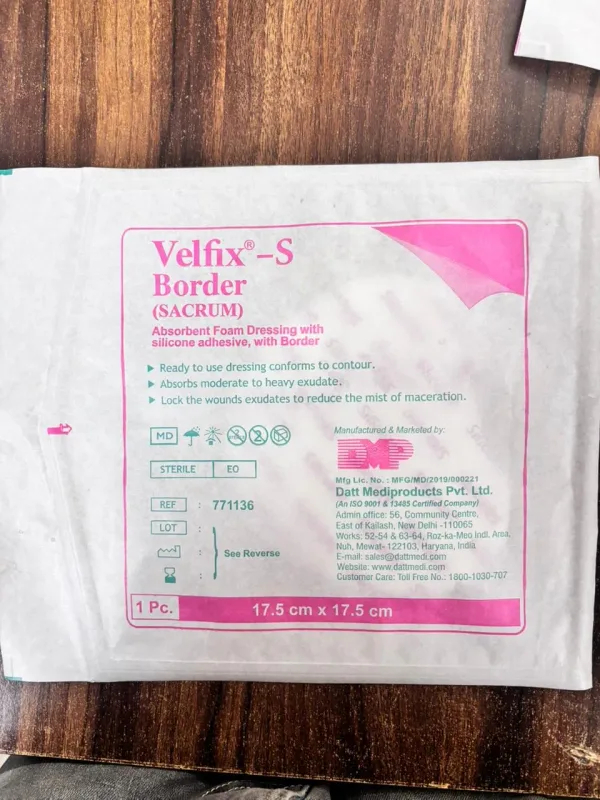 Velfix®-S
Border
(SACRUM)
Absorbent Foam Dressing with
silicone adhesive, with Border
Ready to use dressing conforms to contour.
Absorbs moderate to heavy exudate.
Lock the wounds exudates to reduce the mist of maceration.
MD
STERILE EO
REF : 771136
LOT :
:
:
See Reverse
Manufactured & Marketed by:
DMP
Mfg Lic. No. : MFG/MD/2019/000221
Datt Mediproducts Pvt. Ltd.
(An ISO 9001 & 13485 Certified Company)
Admin office: 56, Community Centre,
East of Kailash, New Delhi -110065
Works: 52-54 & 63-64, Roz-ka-Meo Indl. Area,
Nuh, Mewat- 122103, Haryana, India
E-mail: sales@dattmedi.com
Website: www.dattmedi.com
Customer Care: Toll Free No.: 1800-1030-707
1 Pc.
17.5 cm x 17.5 cm